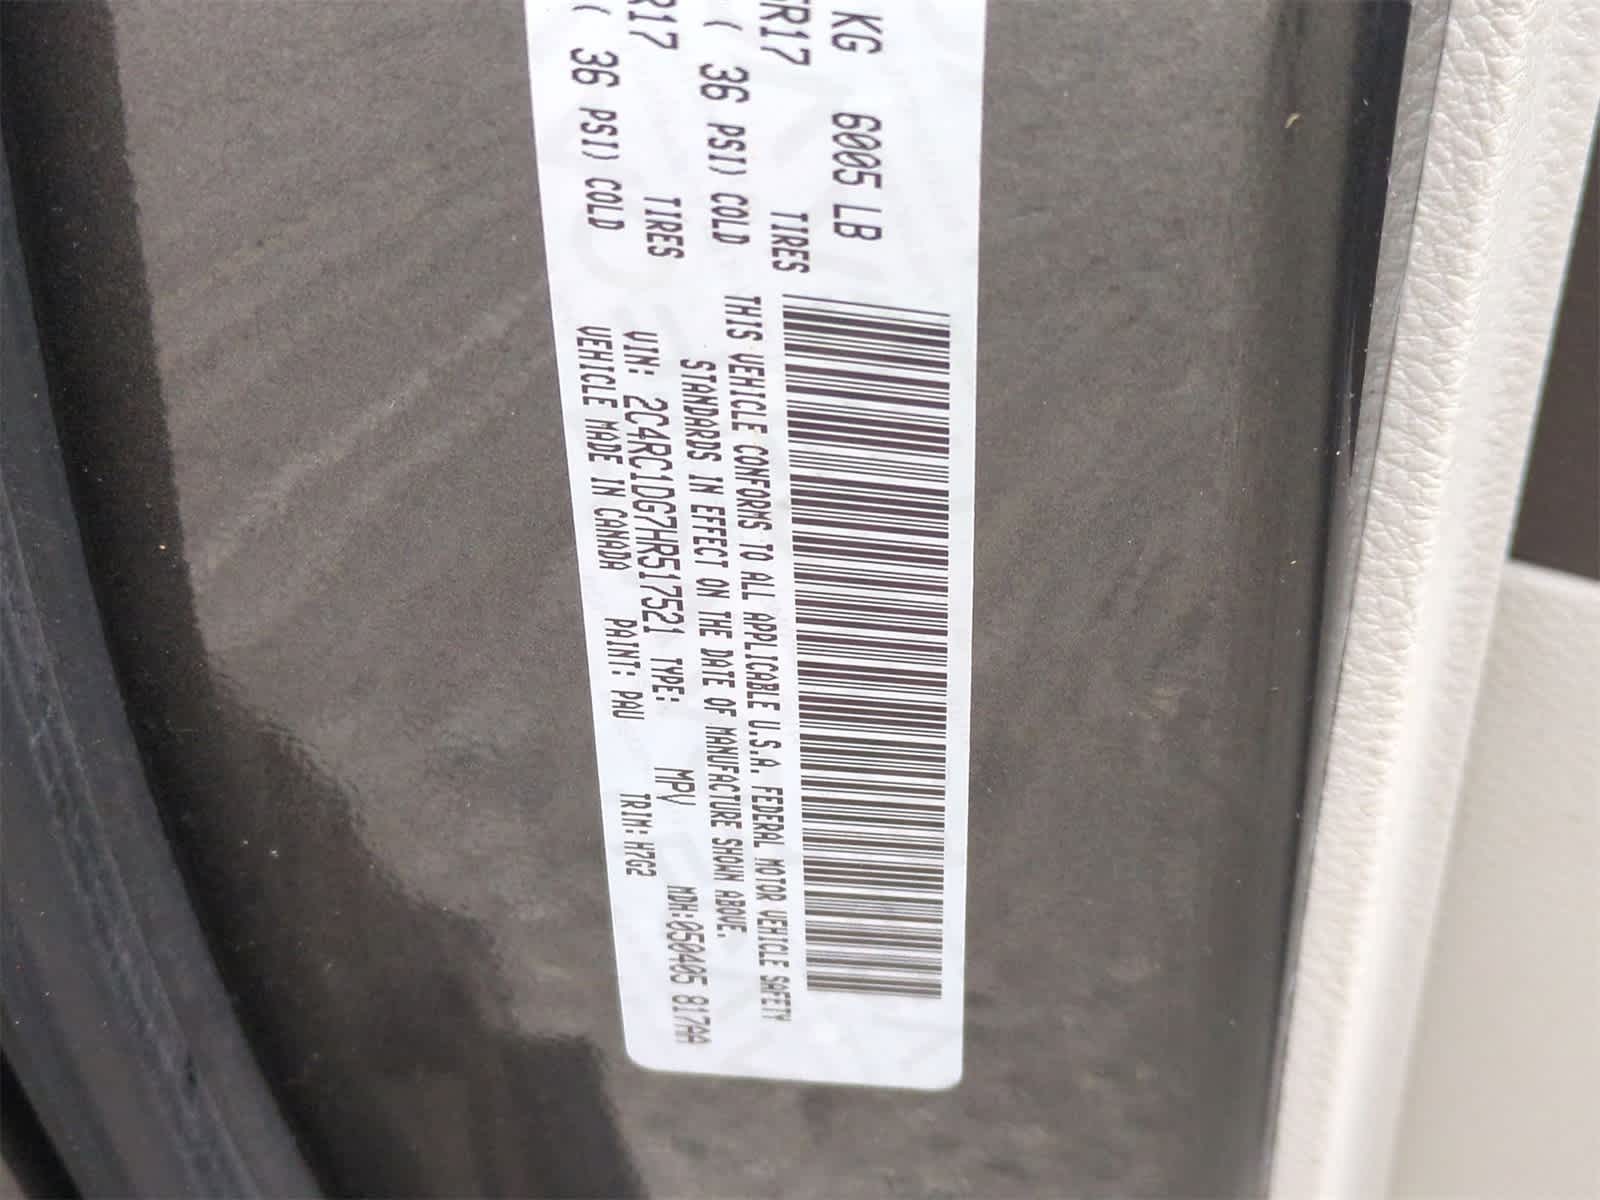 KG 6005 LB
R17 TIRES
( 36 PSI) COLD
R17 TIRES
( 36 PSI) COLD
THIS VEHICLE CONFORMS TO ALL APPLICABLE U.S.A. FEDERAL MOTOR VEHICLE SAFETY
STANDARDS IN EFFECT ON THE DATE OF MANUFACTURE SHOWN ABOVE.
VIN: 2C4RC1DG7HR517521 TYPE: MPV MDH:050405 817AA
VEHICLE MADE IN CANADA PAINT: PAU TRIM:H7G2